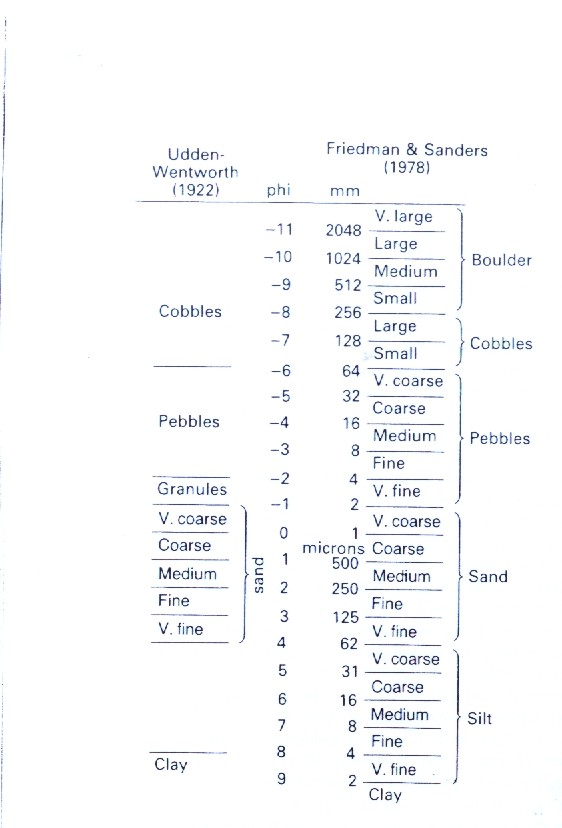 Udden-
Wentworth
(1922)
phi
mm
Friedman & Sanders
(1978)
V. large
-11 2048
Large
-10 1024
Medium
Boulder
-9 512
Small
Cobbles
-8 256
Large
-7 128
Cobbles
Small
-6 64
V. coarse
-5 32
Coarse
Pebbles
-4 16
Medium
Pebbles
-3 8
Fine
-2 4
Granules
V. fine
-1 2
V. coarse
V. coarse
0 1
Coarse
microns Coarse
1 500
sand
Medium
Medium
Sand
2 250
Fine
Fine
3 125
V. fine
V. fine
4 62
V. coarse
5 31
Coarse
6 16
Medium
Silt
7 8
Fine
8 4
Clay
V. fine
9 2
Clay